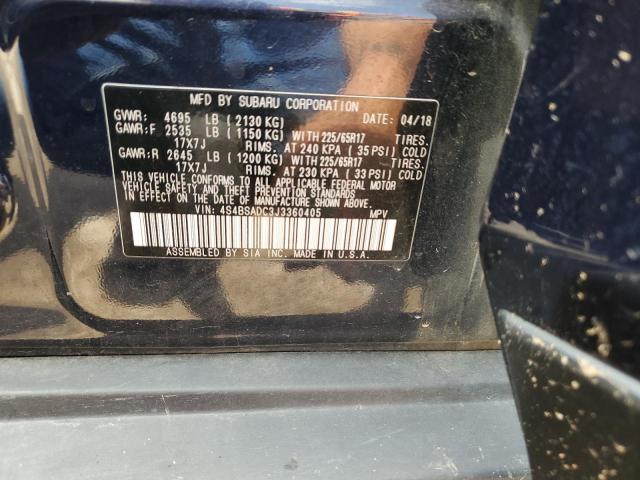 MFD BY SUBARU CORPORATION DATE: 04/18
GVWR: 4695 LB ( 2130 KG)
GAWR: F 2535 LB ( 1150 KG) WITH 225/65R17 TIRES.
17X7J RIMS. AT 240 KPA ( 35 PSI) COLD
GAWR: R 2645 LB ( 1200 KG) WITH 225/65R17 TIRES.
17X7J RIMS. AT 230 KPA ( 33 PSI) COLD
THIS VEHICLE CONFORMS TO ALL APPLICABLE FEDERAL MOTOR
VEHICLE SAFETY AND THEFT PREVENTION STANDARDS
IN EFFECT ON THE DATE OF MANUFACTURE SHOWN ABOVE.
VIN: 4S4BSADC3J3360405 MPV
ASSEMBLED BY SIA INC. MADE IN U.S.A.